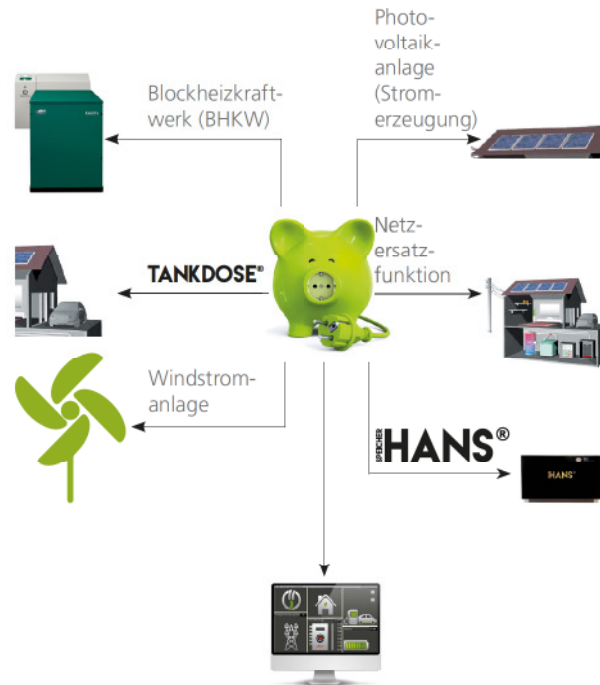 Photo-
voltaik-
anlage
(Strom-
erzeugung)
Blockheizkraft-
werk (BHKW)
Netz-
ersatz-
funktion
TANKDOSE®
Windstrom-
anlage
SPEICHER
HANS®
HANS®